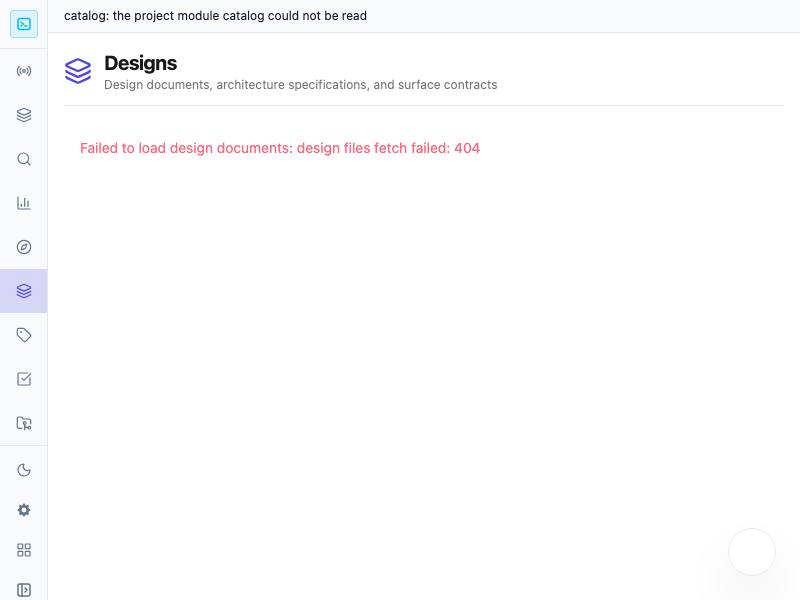 catalog: the project module catalog could not be read
Designs
Design documents, architecture specifications, and surface contracts
Failed to load design documents: design files fetch failed: 404